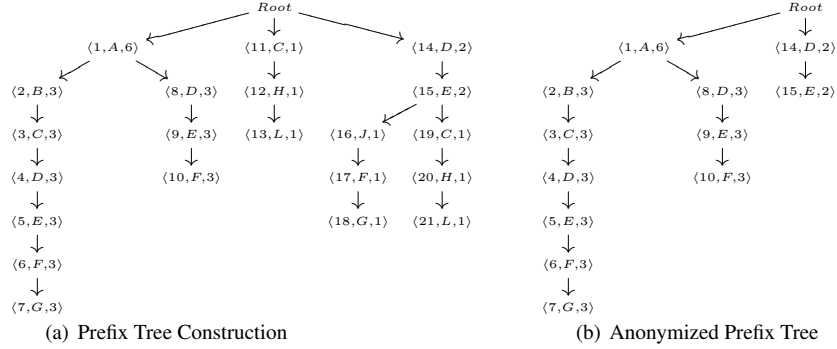 Root Root
⟨1,A,6⟩ ⟨11,C,1⟩ ⟨14,D,2⟩ ⟨1,A,6⟩ ⟨14,D,2⟩
⟨2,B,3⟩ ⟨8,D,3⟩ ⟨12,H,1⟩ ⟨15,E,2⟩ ⟨2,B,3⟩ ⟨8,D,3⟩ ⟨15,E,2⟩
⟨3,C,3⟩ ⟨9,E,3⟩ ⟨13,L,1⟩ ⟨16,J,1⟩ ⟨19,C,1⟩ ⟨3,C,3⟩ ⟨9,E,3⟩
⟨4,D,3⟩ ⟨10,F,3⟩ ⟨17,F,1⟩ ⟨20,H,1⟩ ⟨4,D,3⟩ ⟨10,F,3⟩
⟨5,E,3⟩ ⟨18,G,1⟩ ⟨21,L,1⟩ ⟨5,E,3⟩
⟨6,F,3⟩ ⟨6,F,3⟩
⟨7,G,3⟩ ⟨7,G,3⟩
(a) Prefix Tree Construction (b) Anonymized Prefix Tree